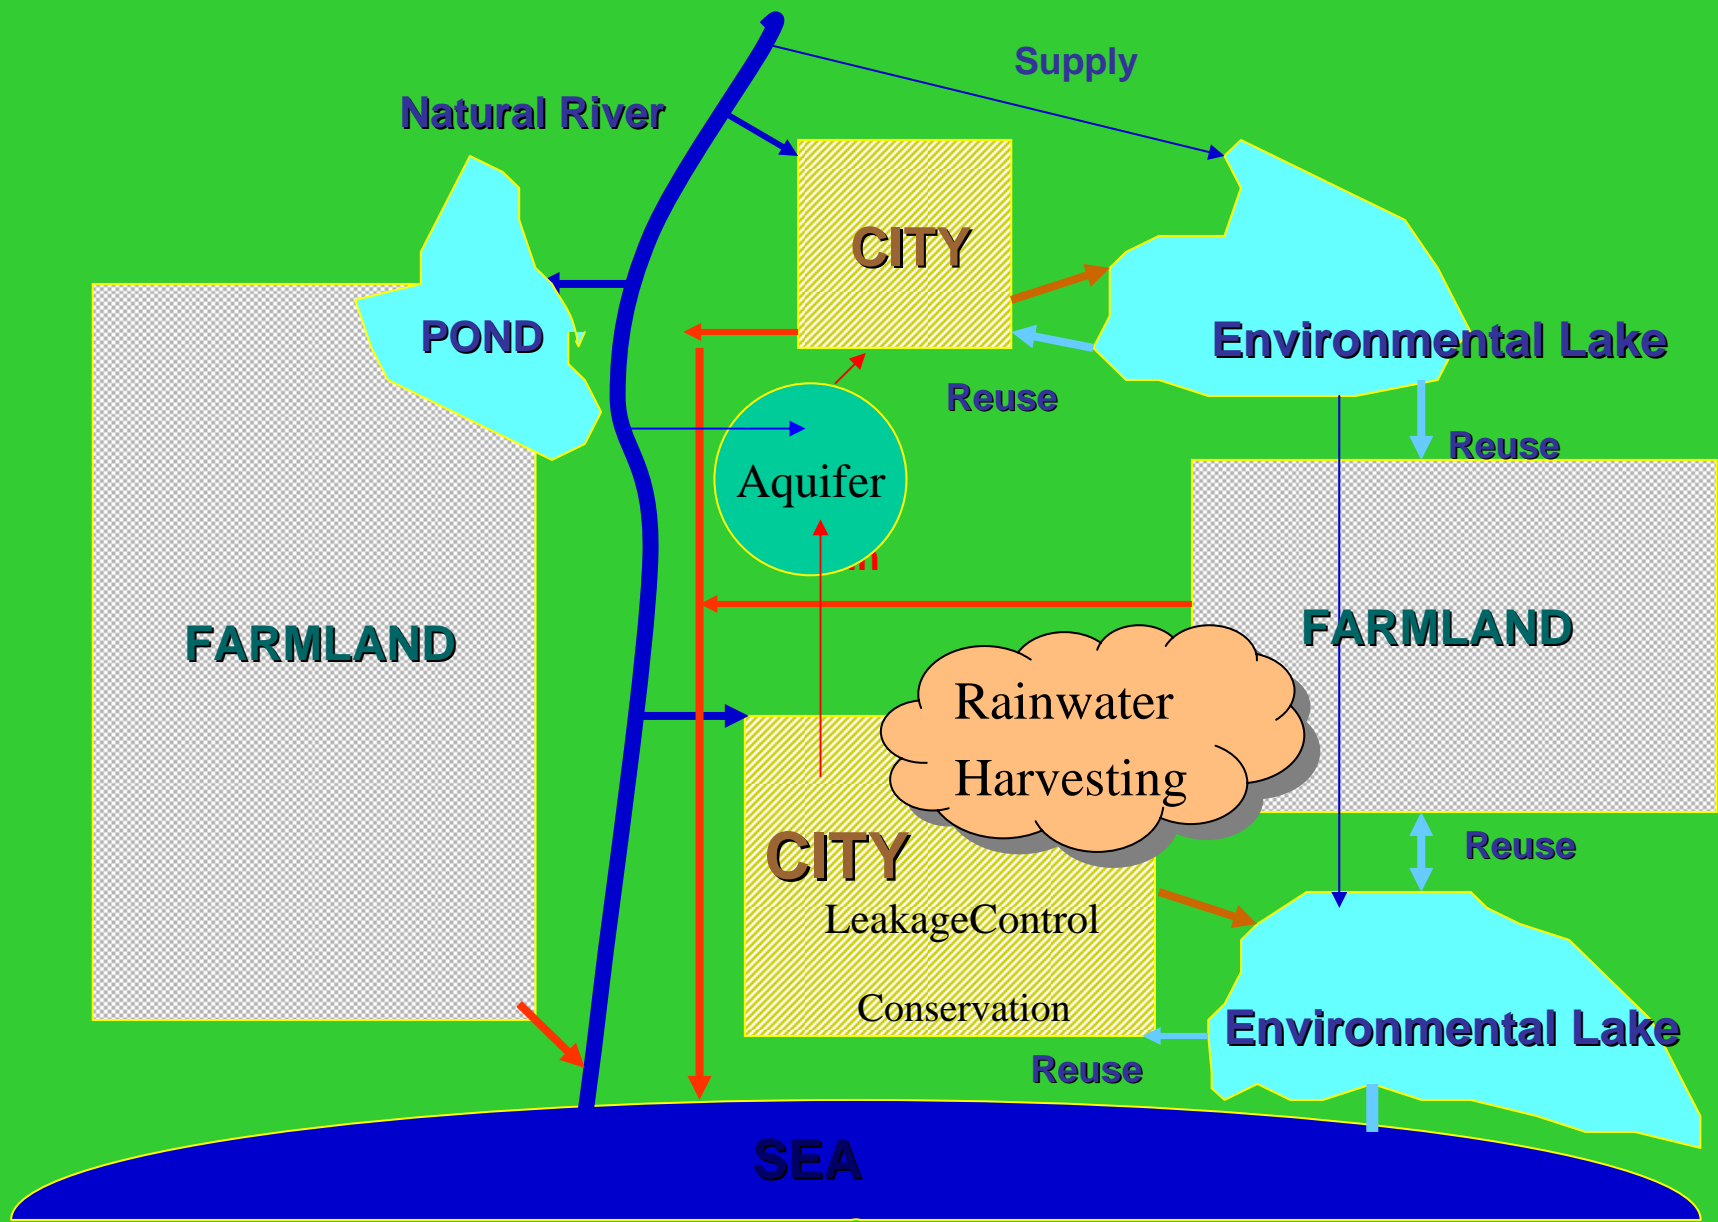 Supply
Natural River
CITY
POND
Environmental Lake
Reuse
Reuse
Aquifer
FARMLAND
FARMLAND
Rainwater
Harvesting
CITY
Reuse
LeakageControl
Conservation
Environmental Lake
Reuse
SEA